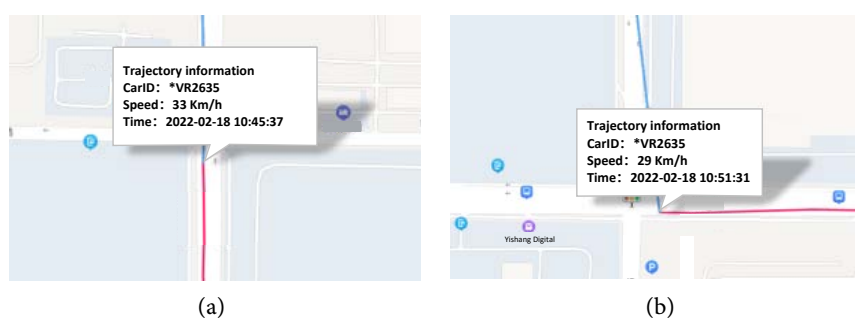 Trajectory information
CarID： *VR2635
Speed： 33 Km/h
Time： 2022-02-18 10:45:37
(a)
Trajectory information
CarID： *VR2635
Speed： 29 Km/h
Time： 2022-02-18 10:51:31
Yishang Digital
P
(b)